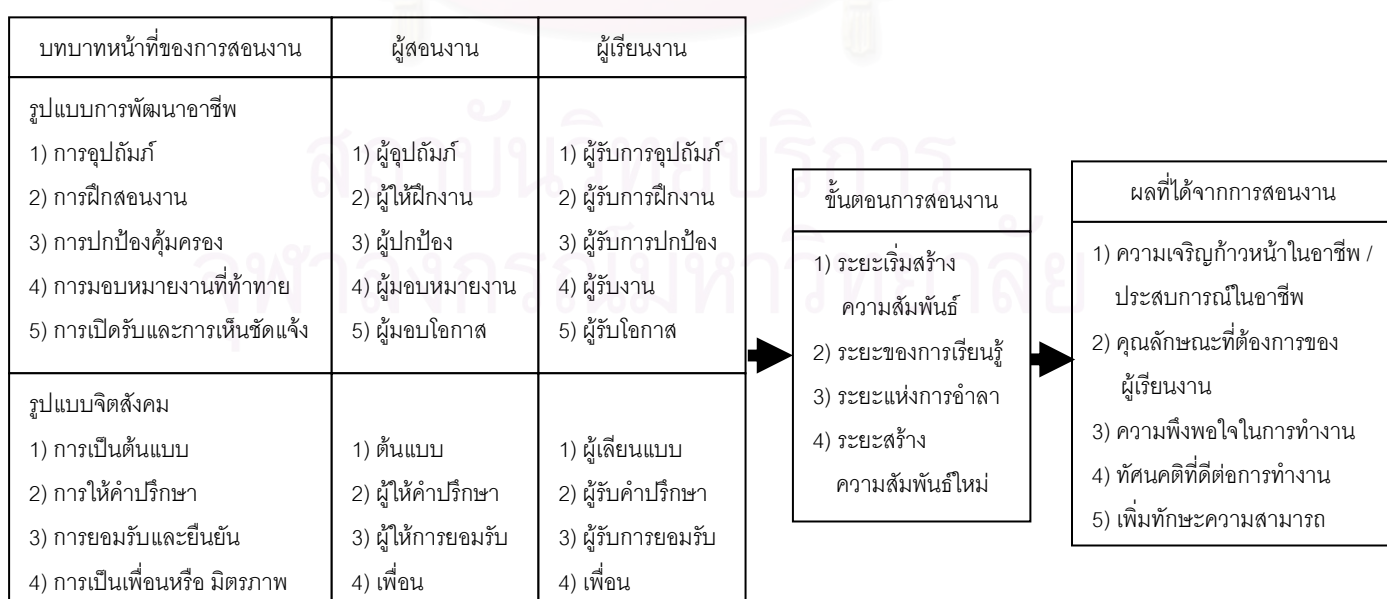 บทบาทหน้าที่ของการสอนงาน
ผู้สอนงาน
ผู้เรียนงาน
รูปแบบการพัฒนาอาชีพ
1) การอุปถัมภ์
2) การฝึกสอนงาน
3) การปกป้องคุ้มครอง
4) การมอบหมายงานที่ท้าทาย
5) การเปิดรับและการเห็นชัดแจ้ง
1) ผู้อุปถัมภ์
2) ผู้ให้ฝึกงาน
3) ผู้ปกป้อง
4) ผู้มอบหมายงาน
5) ผู้มอบโอกาส
1) ผู้รับการอุปถัมภ์
2) ผู้รับการฝึกงาน
3) ผู้รับการปกป้อง
4) ผู้รับงาน
5) ผู้รับโอกาส
รูปแบบจิตสังคม
1) การเป็นต้นแบบ
2) การให้คำปรึกษา
3) การยอมรับและยืนยัน
4) การเป็นเพื่อนหรือ มิตรภาพ
1) ต้นแบบ
2) ผู้ให้คำปรึกษา
3) ผู้ให้การยอมรับ
4) เพื่อน
1) ผู้เลียนแบบ
2) ผู้รับคำปรึกษา
3) ผู้รับการยอมรับ
4) เพื่อน
ขั้นตอนการสอนงาน
1) ระยะเริ่มสร้าง
ความสัมพันธ์
2) ระยะของการเรียนรู้
3) ระยะแห่งการอำลา
4) ระยะสร้าง
ความสัมพันธ์ใหม่
ผลที่ได้จากการสอนงาน
1) ความเจริญก้าวหน้าในอาชีพ /
ประสบการณ์ในอาชีพ
2) คุณลักษณะที่ต้องการของ
ผู้เรียนงาน
3) ความพึงพอใจในการทำงาน
4) ทัศนคติที่ดีต่อการทำงาน
5) เพิ่มทักษะความสามารถ
สถาบันวิทยบริการ
จุฬาลงกรณ์มหาวิทยาลัย